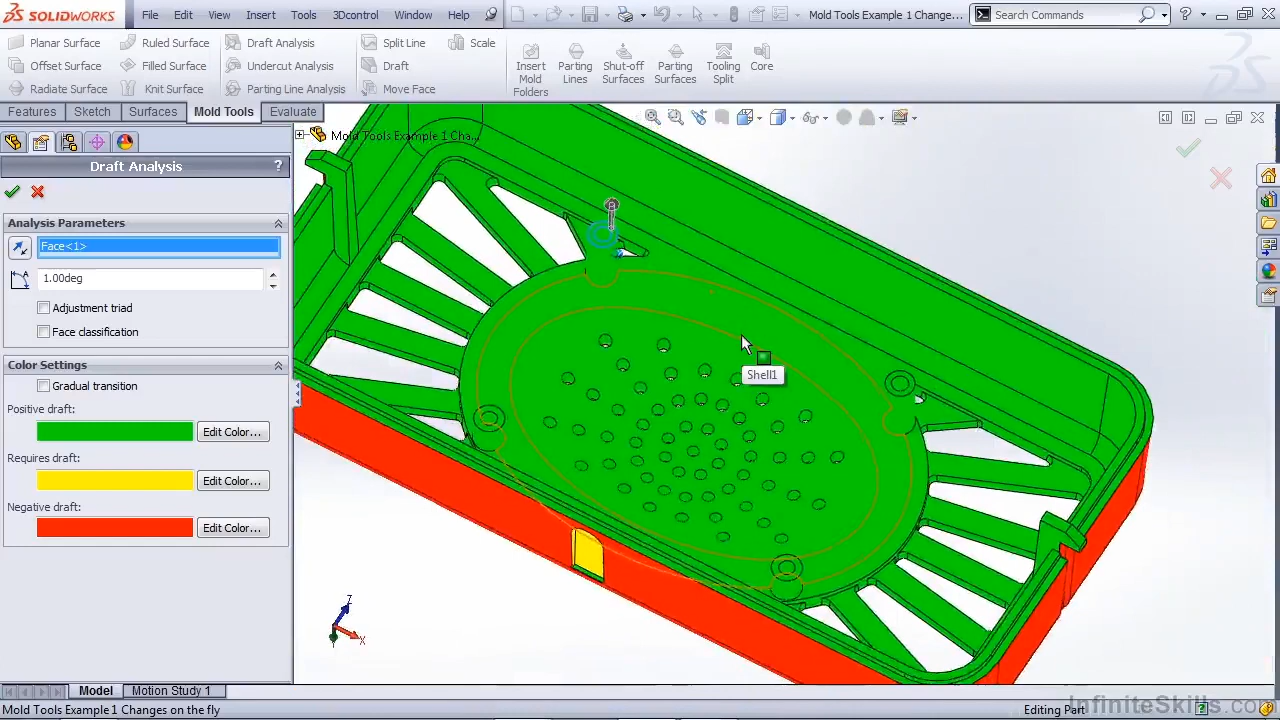 SOLIDWORKS File Edit View Insert Tools 3Dcontrol Window Help Mold Tools Example 1 Change... Search Commands ?
Planar Surface Ruled Surface Draft Analysis Split Line Scale
Offset Surface Filled Surface Undercut Analysis Draft
Radiate Surface Knit Surface Parting Line Analysis Move Face
Insert Mold Folders Parting Lines Shut-off Surfaces Parting Surfaces Tooling Split Core
Features Sketch Surfaces Mold Tools Evaluate
Mold Tools Example 1 Cha...
Draft Analysis ?
Analysis Parameters
Face<1>
1.00deg
Adjustment triad
Face classification
Color Settings
Gradual transition
Positive draft:
Edit Color...
Requires draft:
Edit Color...
Negative draft:
Edit Color...
Shell1
Z
X
Model Motion Study 1
Mold Tools Example 1 Changes on the fly Editing Part
InfiniteSkills.com